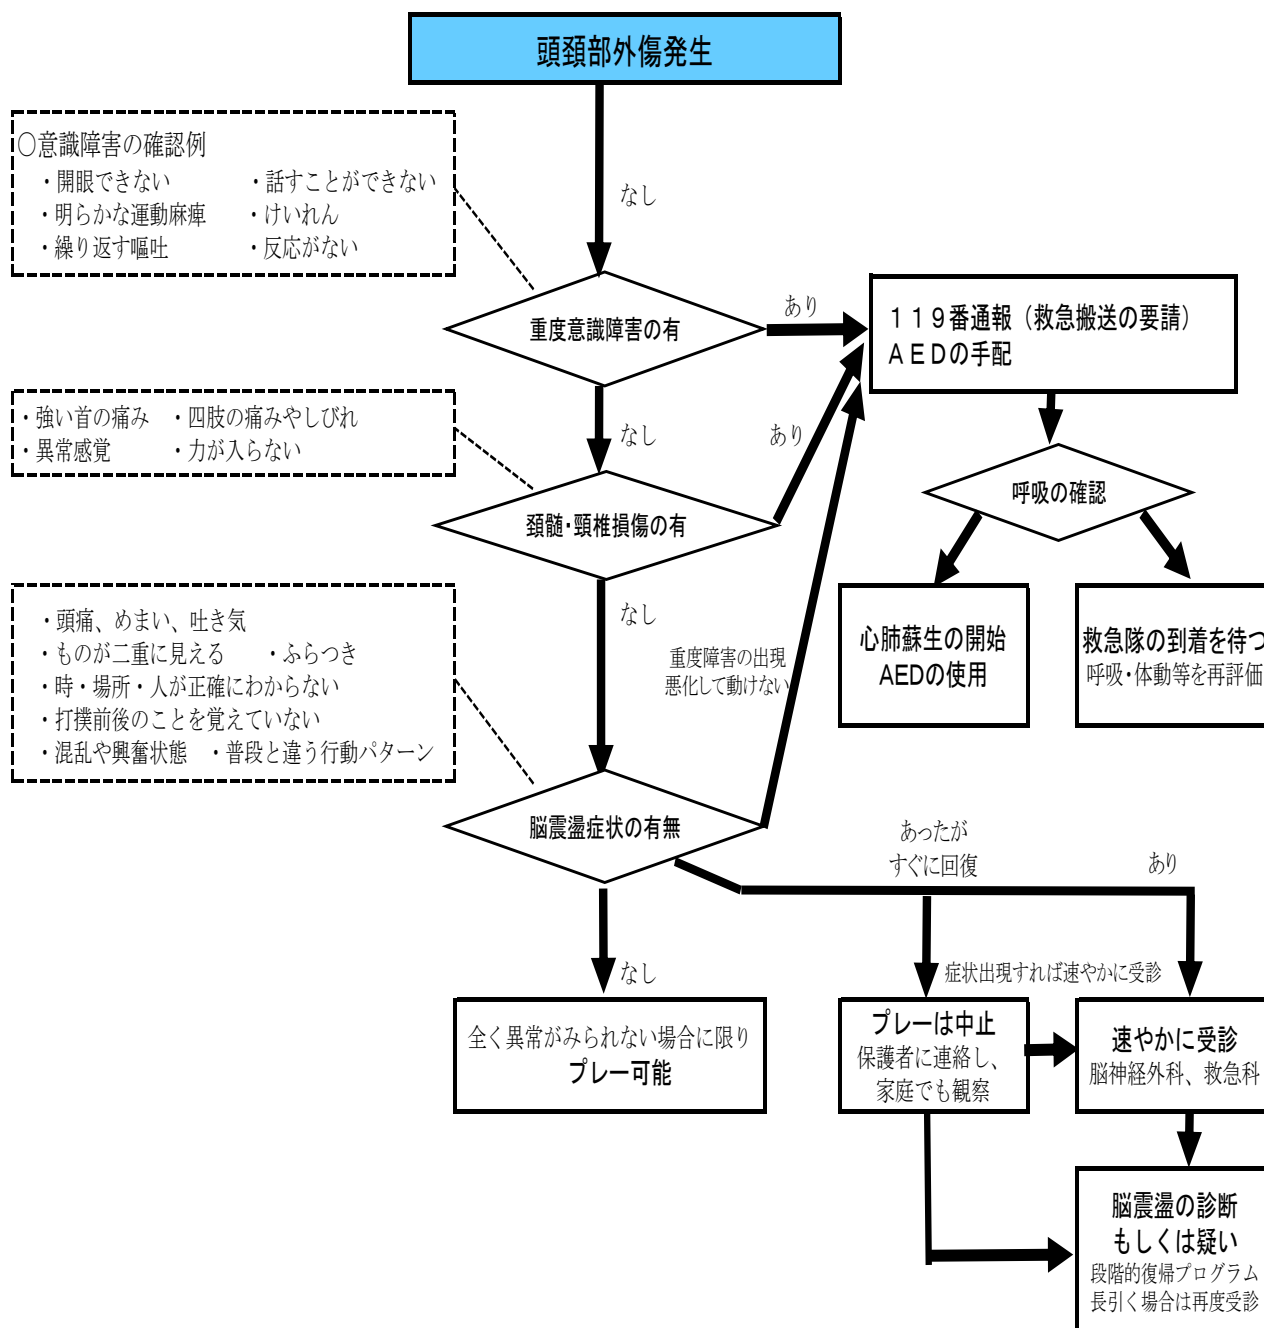 頭頚部外傷発生
〇意識障害の確認例
・開眼できない ・話すことができない
・明らかな運動麻痺 ・けいれん
・繰り返す嘔吐 ・反応がない
なし
重度意識障害の有
あり
119番通報（救急搬送の要請）
AEDの手配
・強い首の痛み ・四肢の痛みやしびれ
・異常感覚 ・力が入らない
なし
あり
呼吸の確認
頚髄・頸椎損傷の有
心肺蘇生の開始
AEDの使用
救急隊の到着を待つ
呼吸・体動等を再評価
・頭痛、めまい、吐き気
・ものが二重に見える ・ふらつき
・時・場所・人が正確にわからない
・打撲前後のことを覚えていない
・混乱や興奮状態 ・普段と違う行動パターン
なし
重度障害の出現
悪化して動けない
脳震盪症状の有無
あったが
すぐに回復
あり
なし
症状出現すれば速やかに受診
全く異常がみられない場合に限り
プレー可能
プレーは中止
保護者に連絡し、
家庭でも観察
速やかに受診
脳神経外科、救急科
脳震盪の診断
もしくは疑い
段階的復帰プログラム
長引く場合は再度受診